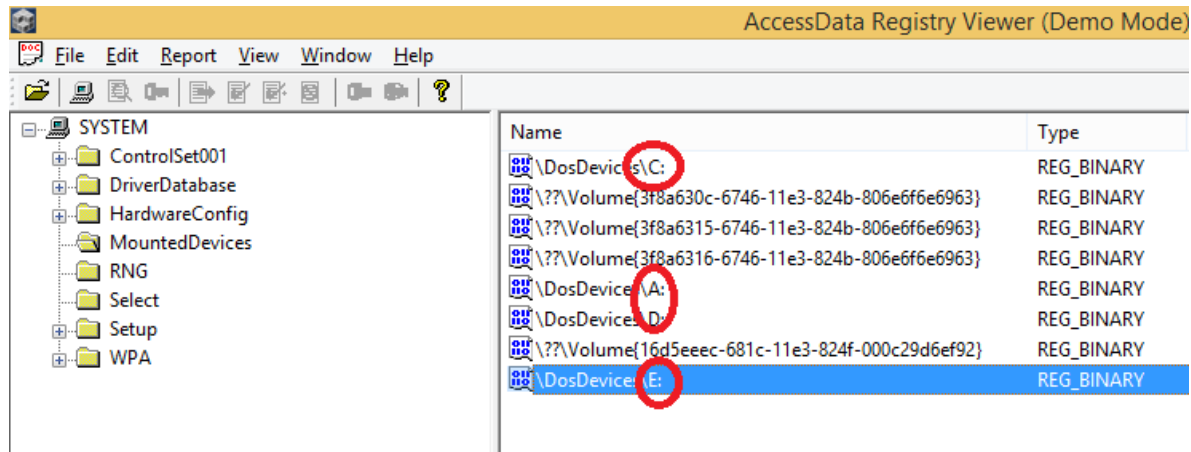 AccessData Registry Viewer (Demo Mode)
File Edit Report View Window Help
SYSTEM
ControlSet001
DriverDatabase
HardwareConfig
MountedDevices
RNG
Select
Setup
WPA
Name Type
\DosDevices\C: REG_BINARY
\??\Volume{3f8a630c-6746-11e3-824b-806e6f6e6963} REG_BINARY
\??\Volume{3f8a6315-6746-11e3-824b-806e6f6e6963} REG_BINARY
\??\Volume{3f8a6316-6746-11e3-824b-806e6f6e6963} REG_BINARY
\DosDevices\A: REG_BINARY
\DosDevices\D: REG_BINARY
\??\Volume{16d5eeec-681c-11e3-824f-000c29d6ef92} REG_BINARY
\DosDevices\E: REG_BINARY